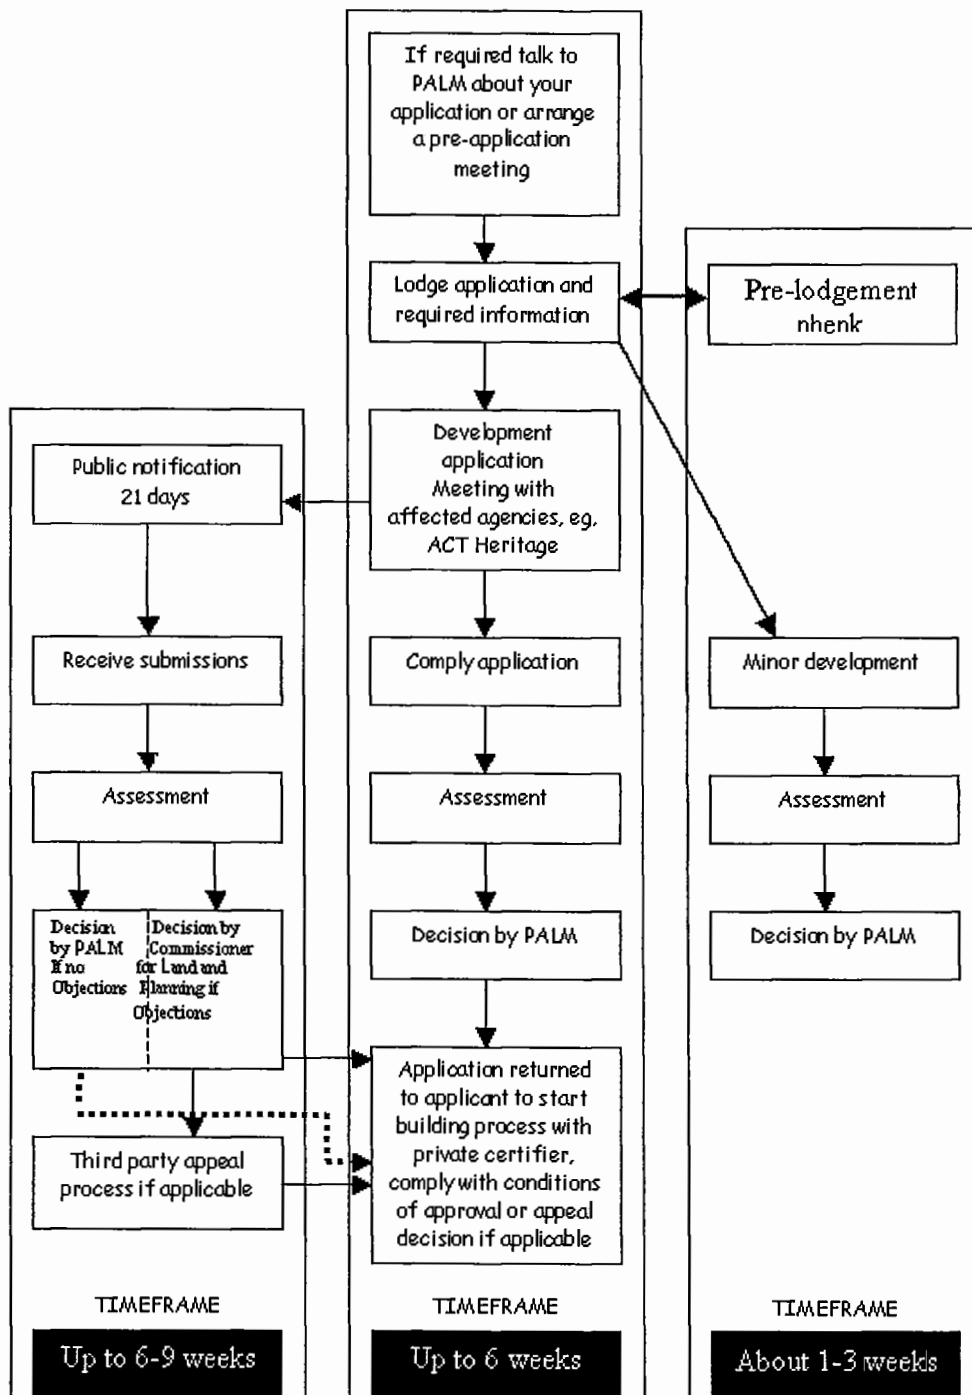 If required talk to
PALM about your
application or arrange
a pre-application
meeting
Lodge application and
required information
Pre-lodgement
nhenk
Development
application
Meeting with
affected agencies, eg,
ACT Heritage
Public notification
21 days
Receive submissions
Comply application
Minor development
Assessment
Assessment
Assessment
Decision
by PALM
If no
Objections
Decision by
Commissioner
for Land and
Planning if
Objections
Decision by PALM
Decision by PALM
Application returned
to applicant to start
building process with
private certifier,
comply with conditions
of approval or appeal
decision if applicable
Third party appeal
process if applicable
TIMEFRAME
Up to 6-9 weeks
TIMEFRAME
Up to 6 weeks
TIMEFRAME
About 1-3 weeks